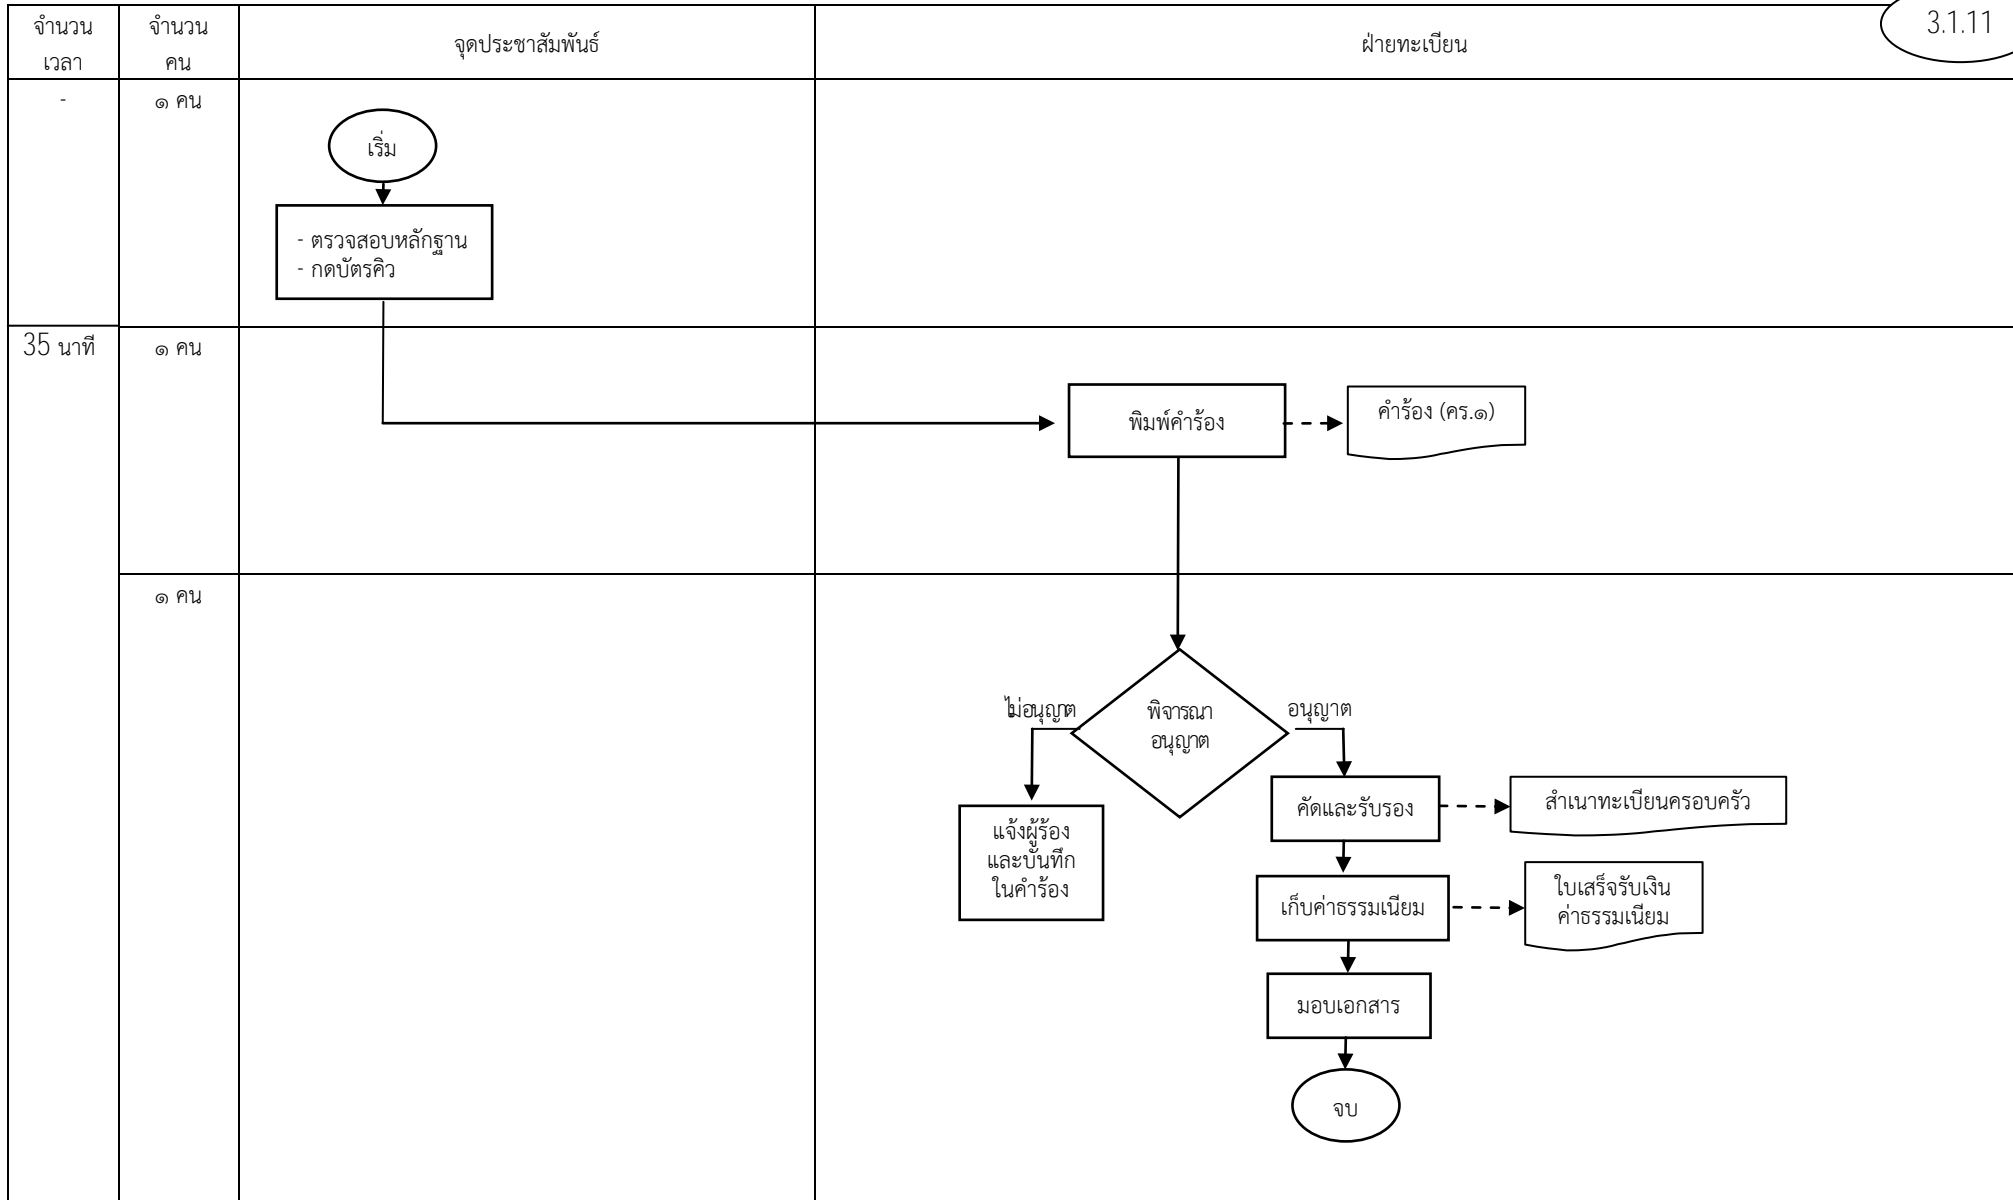 3.1.11
จำนวน
เวลา
จำนวน
คน
จุดประชาสัมพันธ์
ฝ่ายทะเบียน
-
๑ คน
เริ่ม
- ตรวจสอบหลักฐาน
- กดบัตรคิว
35 นาที
๑ คน
พิมพ์คำร้อง
คำร้อง (คร.๑)
๑ คน
ไม่อนุญาต
พิจารณา
อนุญาต
อนุญาต
แจ้งผู้ร้อง
และบันทึก
ในคำร้อง
คัดและรับรอง
สำเนาทะเบียนครอบครัว
เก็บค่าธรรมเนียม
ใบเสร็จรับเงิน
ค่าธรรมเนียม
มอบเอกสาร
จบ